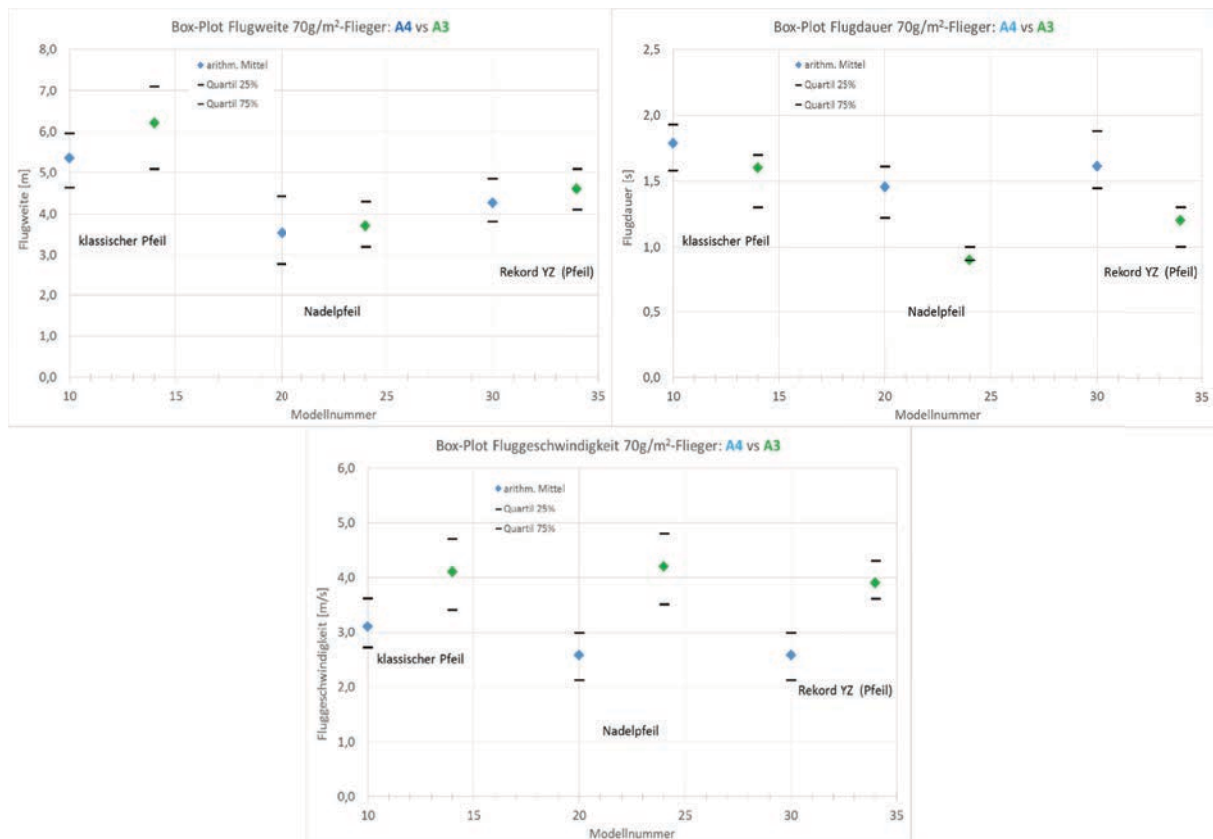 Box-Plot Flugweite 70g/m²-Flieger: A4 vs A3
8,0
7,0
6,0
5,0
4,0
3,0
2,0
1,0
0,0
Flugweite [m]
arithm. Mittel
Quartil 25%
Quartil 75%
klassischer Pfeil
Nadelpfeil
Rekord YZ (Pfeil)
10 15 20 25 30 35
Modellnummer
Box-Plot Flugdauer 70g/m²-Flieger: A4 vs A3
2,5
2,0
1,5
1,0
0,5
0,0
Flugdauer [s]
arithm. Mittel
Quartil 25%
Quartil 75%
klassischer Pfeil
Nadelpfeil
Rekord YZ (Pfeil)
10 15 20 25 30 35
Modellnummer
Box-Plot Fluggeschwindigkeit 70g/m²-Flieger: A4 vs A3
6,0
5,0
4,0
3,0
2,0
1,0
0,0
Fluggeschwindigkeit [m/s]
arithm. Mittel
Quartil 25%
Quartil 75%
klassischer Pfeil
Nadelpfeil
Rekord YZ (Pfeil)
10 15 20 25 30 35
Modellnummer